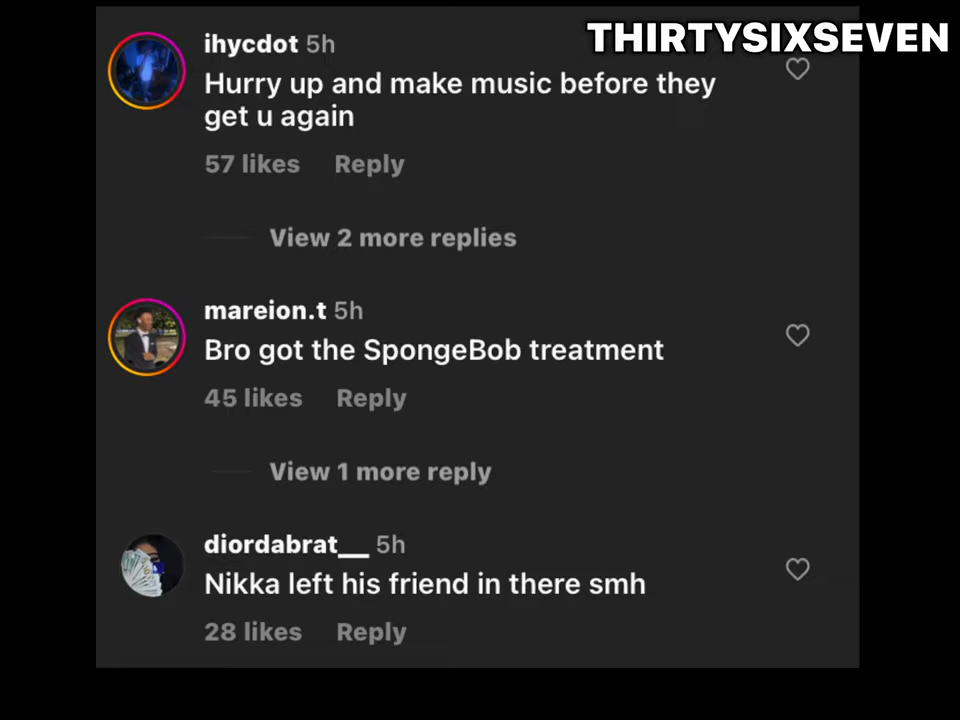 THIRTYSIXSEVEN
ihycdot 5h
Hurry up and make music before they
get u again
57 likes Reply
View 2 more replies
mareion.t 5h
Bro got the SpongeBob treatment
45 likes Reply
View 1 more reply
diordabrat__ 5h
Nikka left his friend in there smh
28 likes Reply